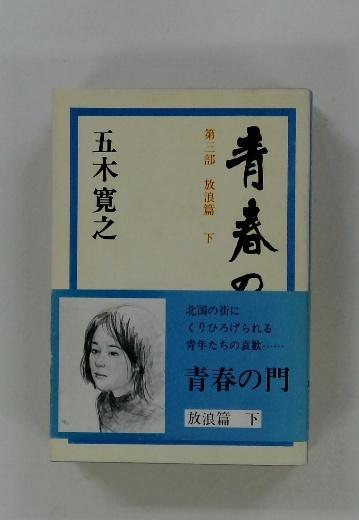 青春の
第三部 放浪篇 下
五木寛之
北国の街に
くりひろげられる
青年たちの哀歓……
青春の門
放浪篇 下